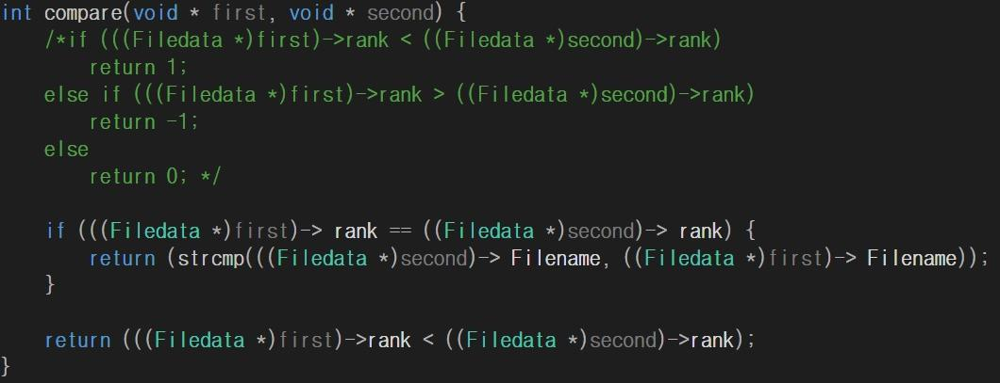 int compare(void * first, void * second) {
/*if (((Filedata *)first)->rank < ((Filedata *)second)->rank)
return 1;
else if (((Filedata *)first)->rank > ((Filedata *)second)->rank)
return -1;
else
return 0; */
if (((Filedata *)first)-> rank == ((Filedata *)second)-> rank) {
return (strcmp(((Filedata *)second)-> Filename, ((Filedata *)first)-> Filename));
}
return (((Filedata *)first)->rank < ((Filedata *)second)->rank);
}